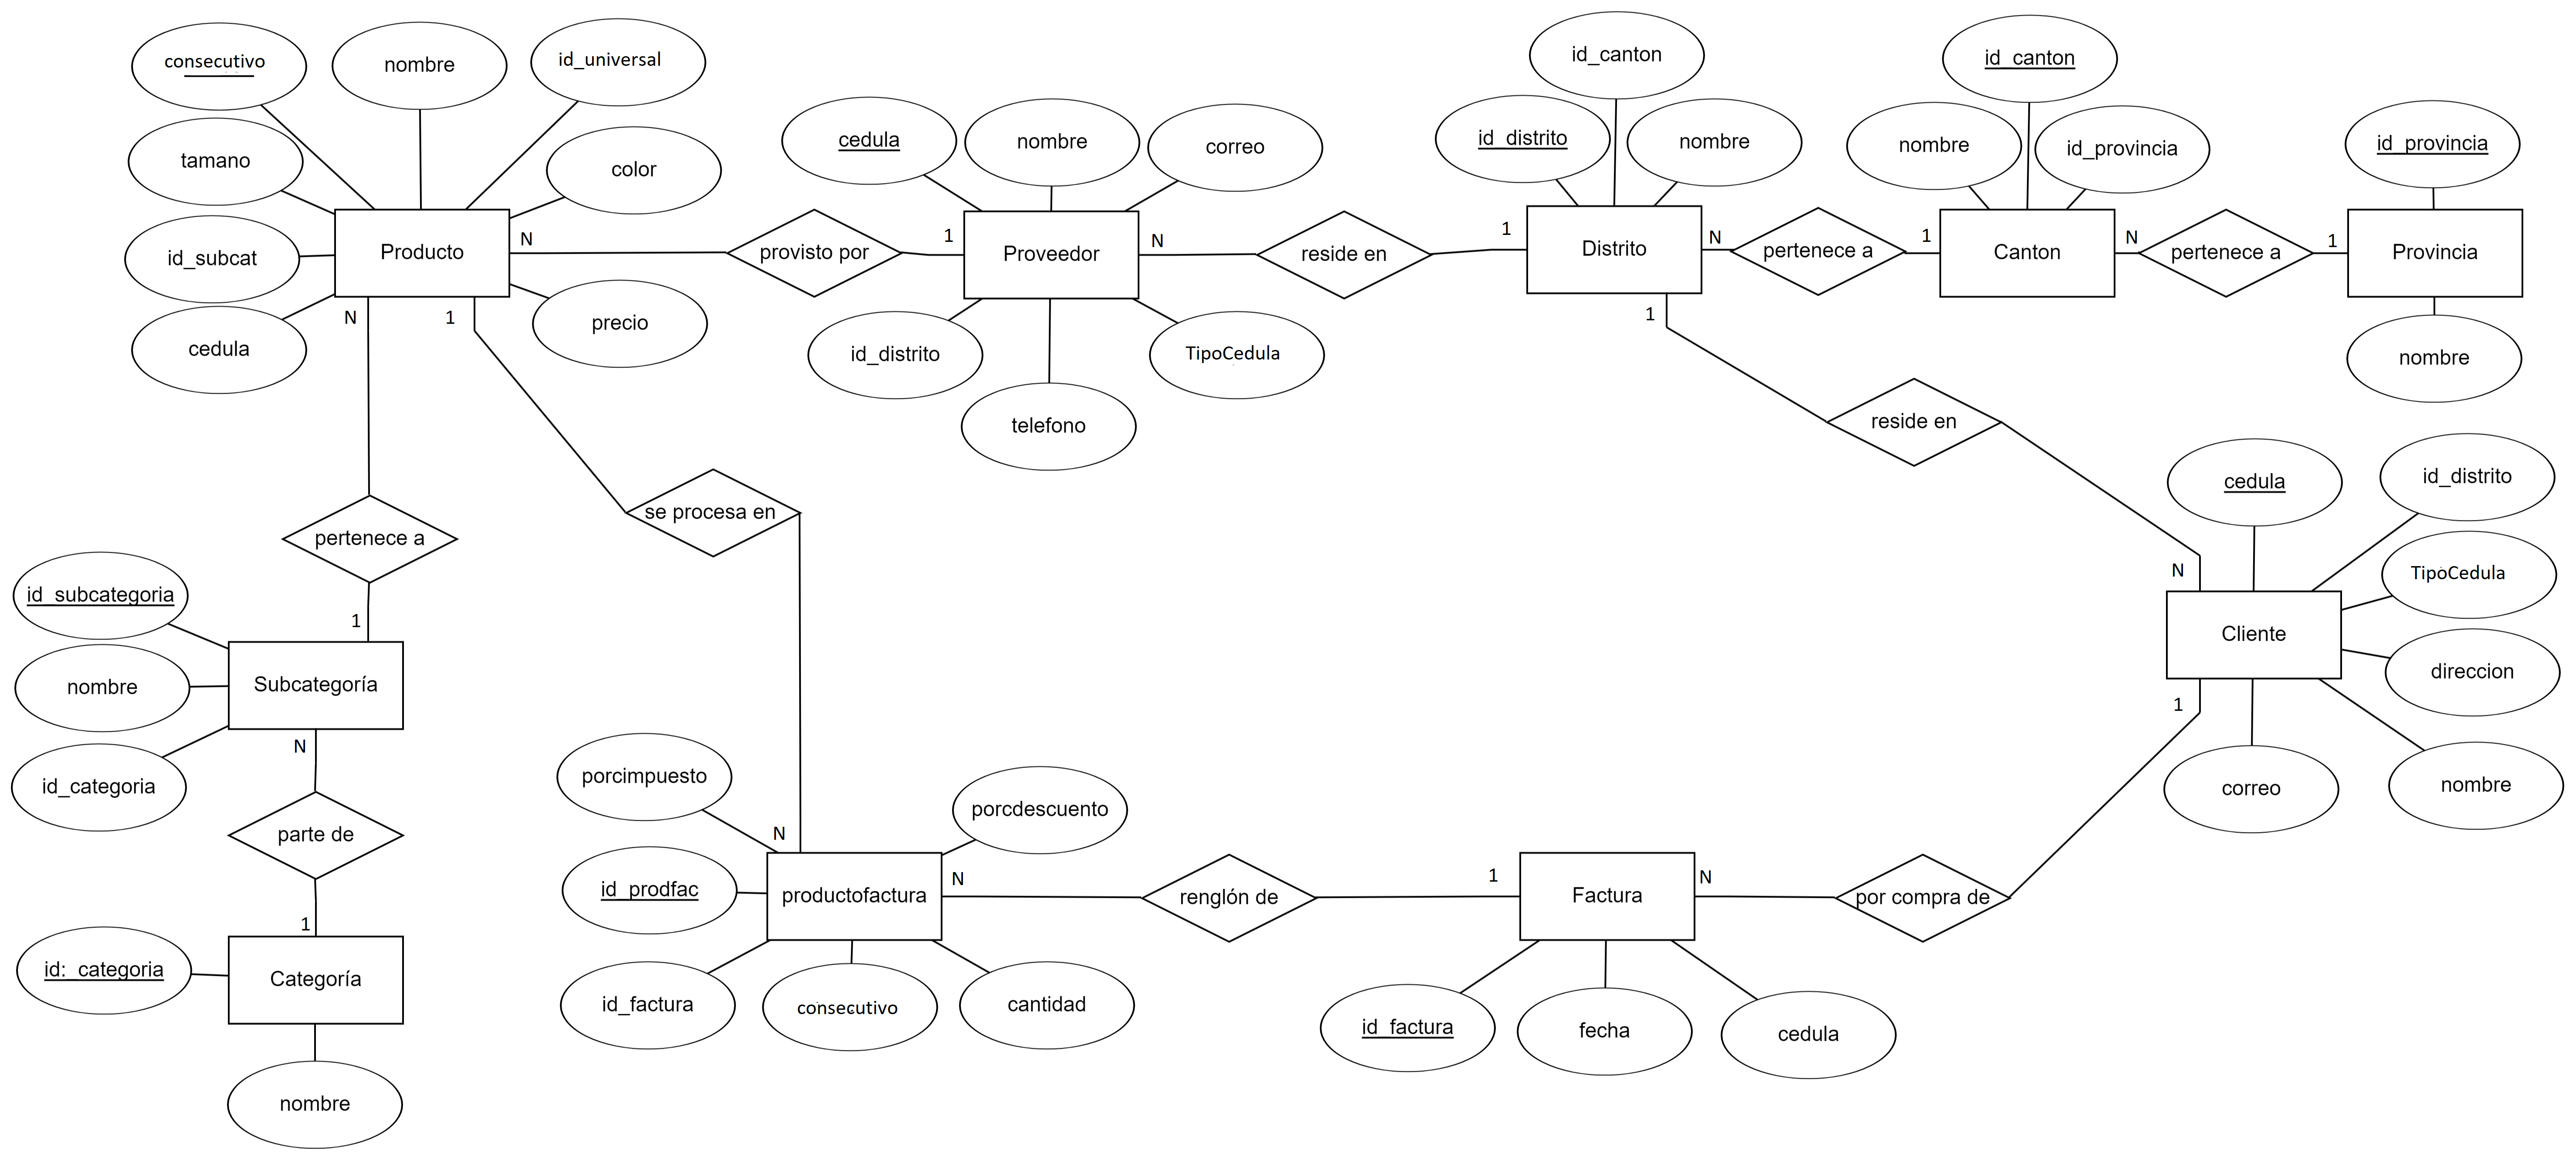 consecutivo
nombre
id_universal
tamano
color
id_subcat
Producto
cedula
precio
N
provisto por
1
cedula
nombre
correo
Proveedor
id_distrito
telefono
TipoCedula
N
reside en
1
id_canton
id_distrito
nombre
Distrito
N
pertenece a
1
id_canton
nombre
id_provincia
Canton
N
pertenece a
1
id_provincia
Provincia
nombre
N
1
1
reside en
N
pertenece a
se procesa en
cedula
id_distrito
TipoCedula
Cliente
direccion
correo
nombre
1
1
id_subcategoria
nombre
Subcategoría
id_categoria
N
parte de
1
id:_categoria
Categoría
nombre
porcimpuesto
N
porcdescuento
id_prodfac
productofactura
id_factura
consecutivo
cantidad
N
renglón de
1
Factura
N
por compra de
id_factura
fecha
cedula